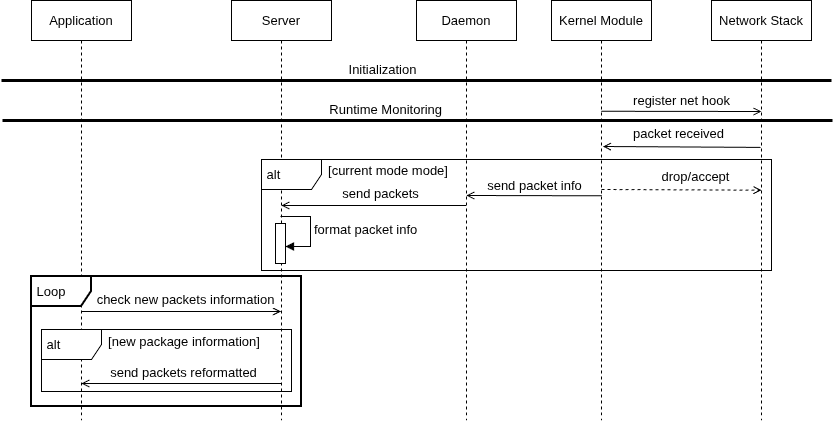 Application
Server
Daemon
Kernel Module
Network Stack
Initialization
register net hook
Runtime Monitoring
packet received
alt
[current mode mode]
drop/accept
send packet info
send packets
format packet info
Loop
check new packets information
alt
[new package information]
send packets reformatted